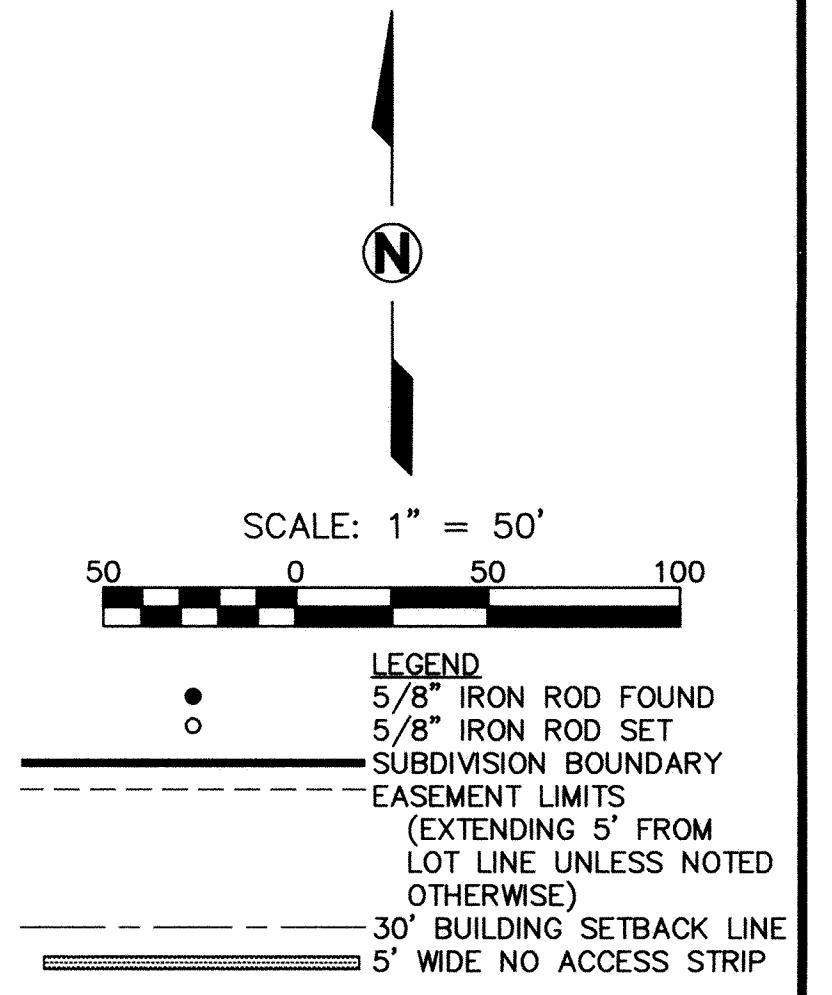 N
SCALE: 1" = 50'
50 0 50 100
LEGEND
5/8" IRON ROD FOUND
5/8" IRON ROD SET
SUBDIVISION BOUNDARY
EASEMENT LIMITS
(EXTENDING 5' FROM
LOT LINE UNLESS NOTED
OTHERWISE)
30' BUILDING SETBACK LINE
5' WIDE NO ACCESS STRIP